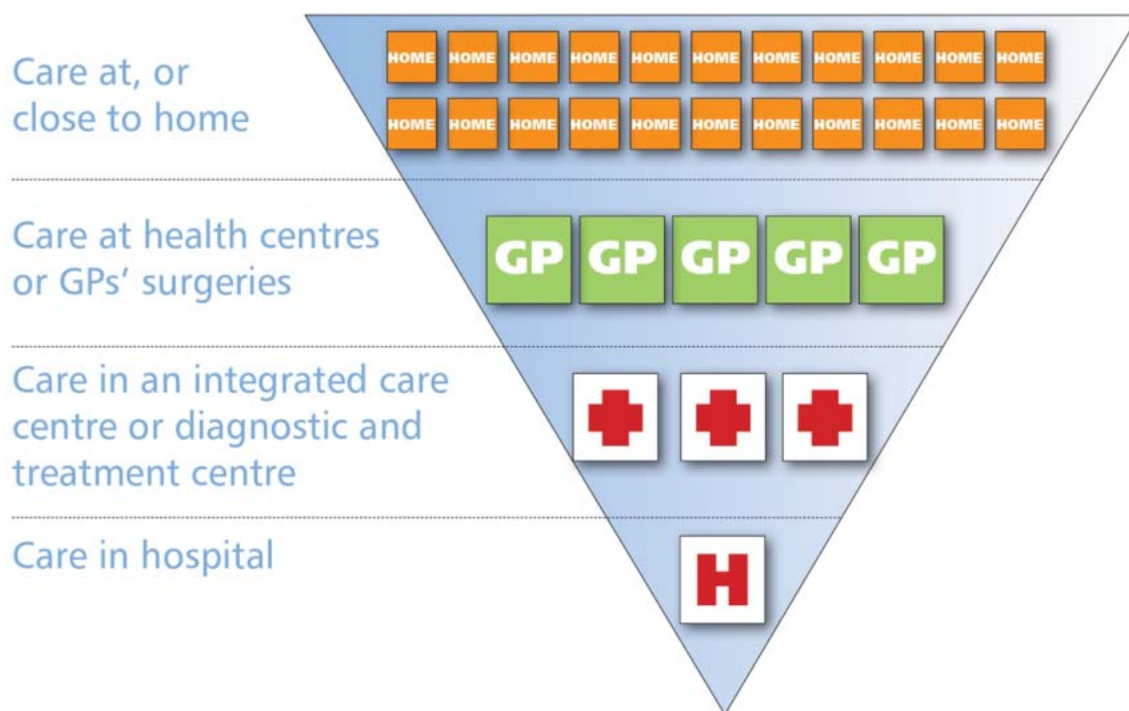 Care at, or
close to home
HOME HOME HOME HOME HOME HOME HOME HOME HOME HOME HOME
HOME HOME HOME HOME HOME HOME HOME HOME HOME HOME HOME
Care at health centres
or GPs’ surgeries
GP GP GP GP GP
Care in an integrated care
centre or diagnostic and
treatment centre
Care in hospital
H